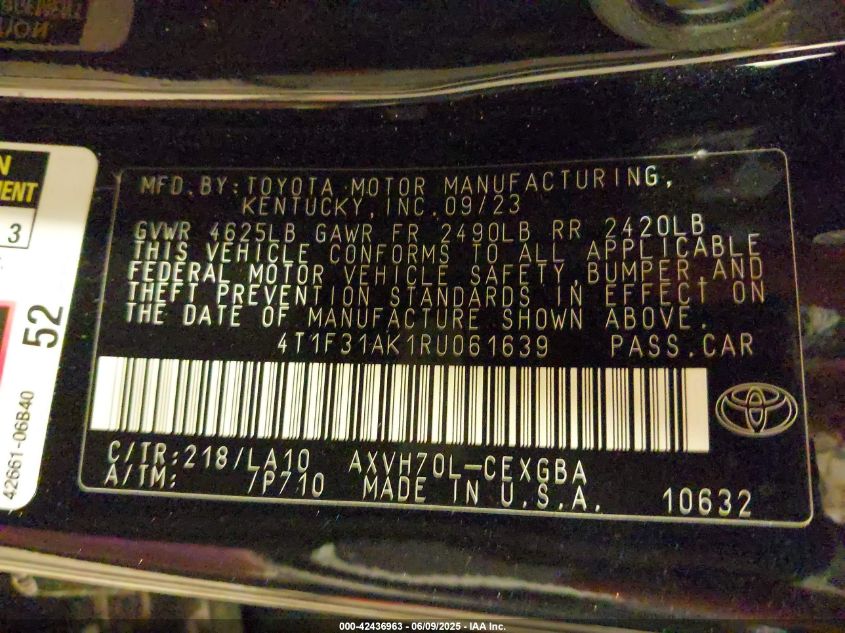 N
EMENT
3
52
42661-06B40
MFD. BY: TOYOTA MOTOR MANUFACTURING,
KENTUCKY, INC. 09/23
GVWR 4625LB GAWR FR 2490LB RR 2420LB
THIS VEHICLE CONFORMS TO ALL APPLICABLE
FEDERAL MOTOR VEHICLE SAFETY, BUMPER, AND
THEFT PREVENTION STANDARDS IN EFFECT ON
THE DATE OF MANUFACTURE SHOWN ABOVE.
4T1F31AK1RU061639 PASS.CAR
C/TR:218/LA10 AXVH70L-CEXGBA
A/TM: /P710 MADE IN U.S.A. 10632
000-42436963 - 06/09/2025 - IAA Inc.